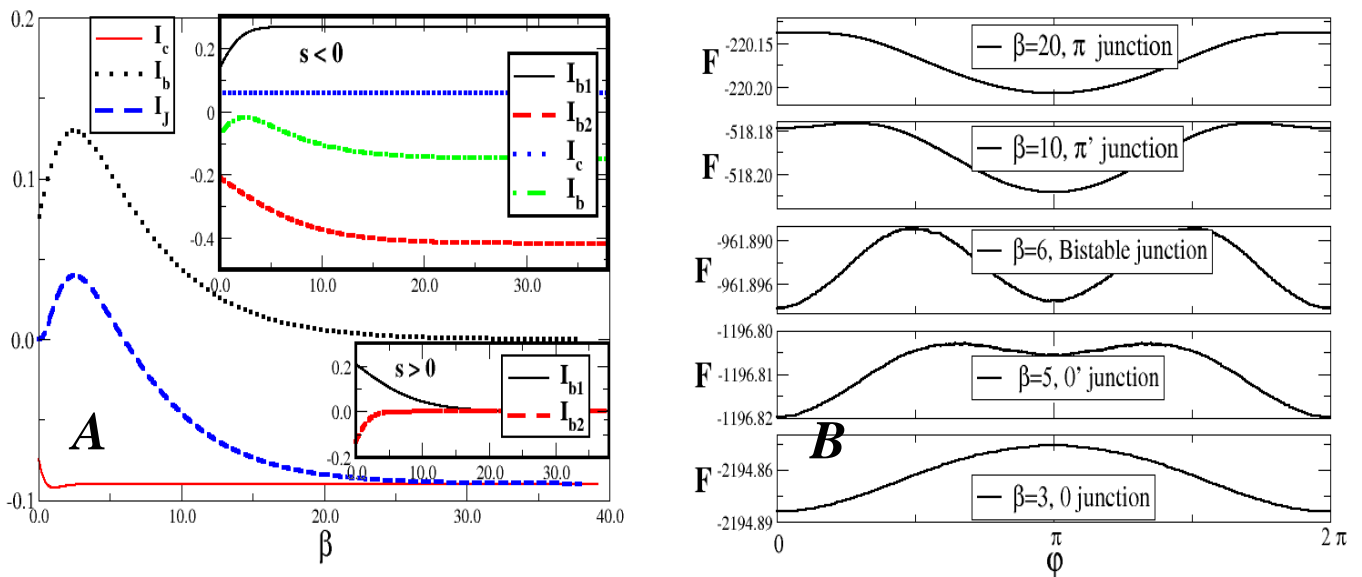 0.2
0.1
0.0
-0.1
0.0
10.0
20.0
30.0
40.0
β
I_c
I_b
I_J
A
s < 0
0.2
0
-0.2
-0.4
0.0
10.0
20.0
30.0
I_b1
I_b2
I_c
I_b
s > 0
0.2
0.0
-0.2
0.0
10.0
20.0
30.0
I_b1
I_b2
B
F
-220.15
-220.20
β=20, π junction
F
-518.18
-518.20
β=10, π' junction
F
-961.890
-961.896
β=6, Bistable junction
F
-1196.80
-1196.81
-1196.82
β=5, 0' junction
F
-2194.86
-2194.89
β=3, 0 junction
0
π
2 π
φ